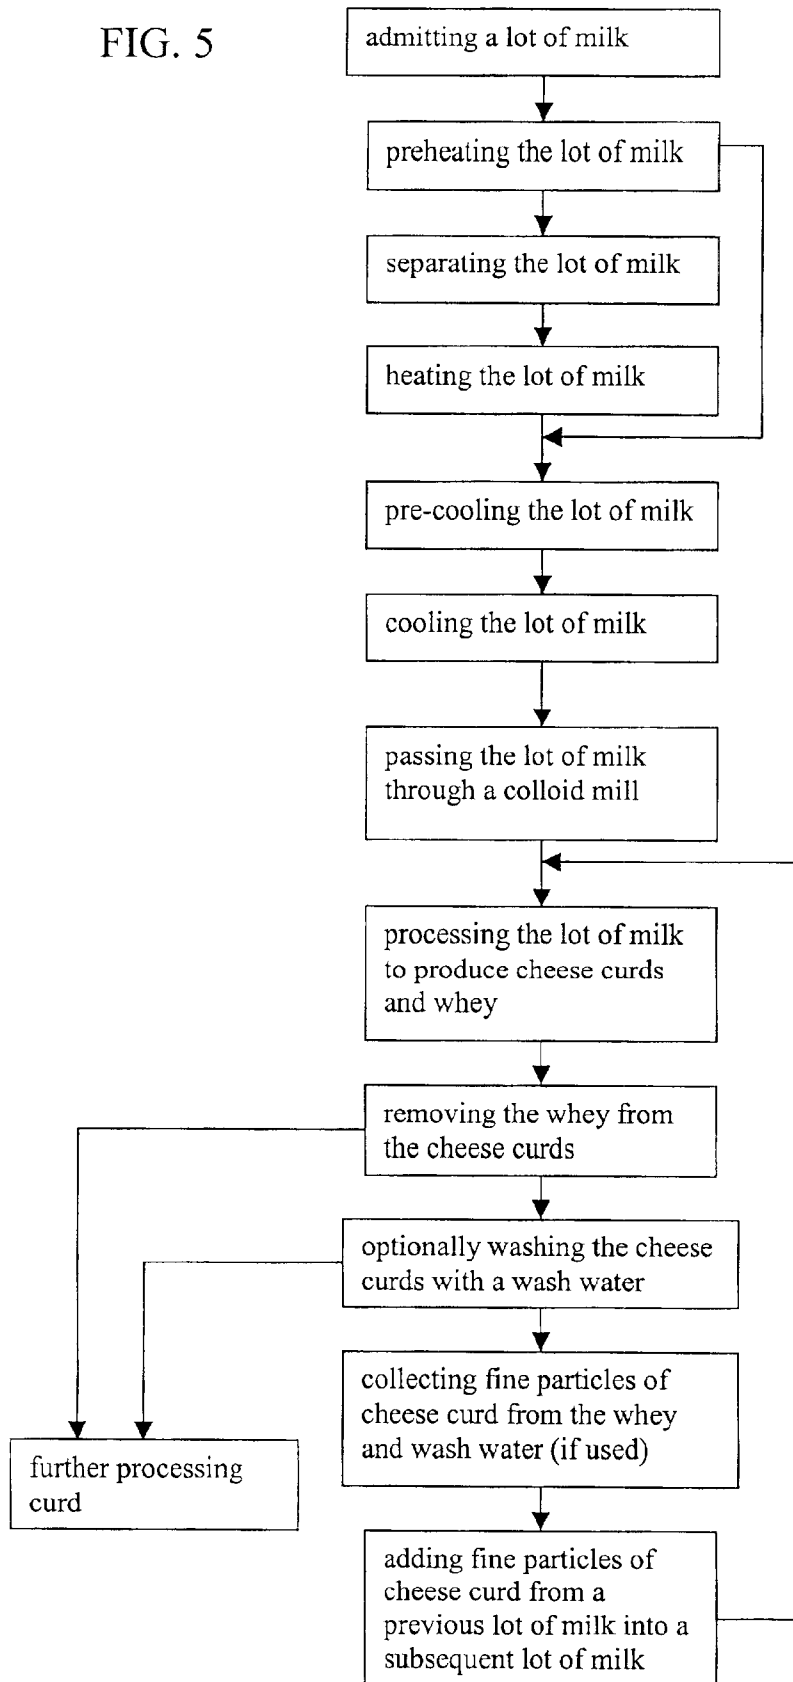 FIG. 5
admitting a lot of milk
preheating the lot of milk
separating the lot of milk
heating the lot of milk
pre-cooling the lot of milk
cooling the lot of milk
passing the lot of milk
through a colloid mill
processing the lot of milk
to produce cheese curds
and whey
removing the whey from
the cheese curds
optionally washing the cheese
curds with a wash water
collecting fine particles of
cheese curd from the whey
and wash water (if used)
further processing
curd
adding fine particles of
cheese curd from a
previous lot of milk into a
subsequent lot of milk